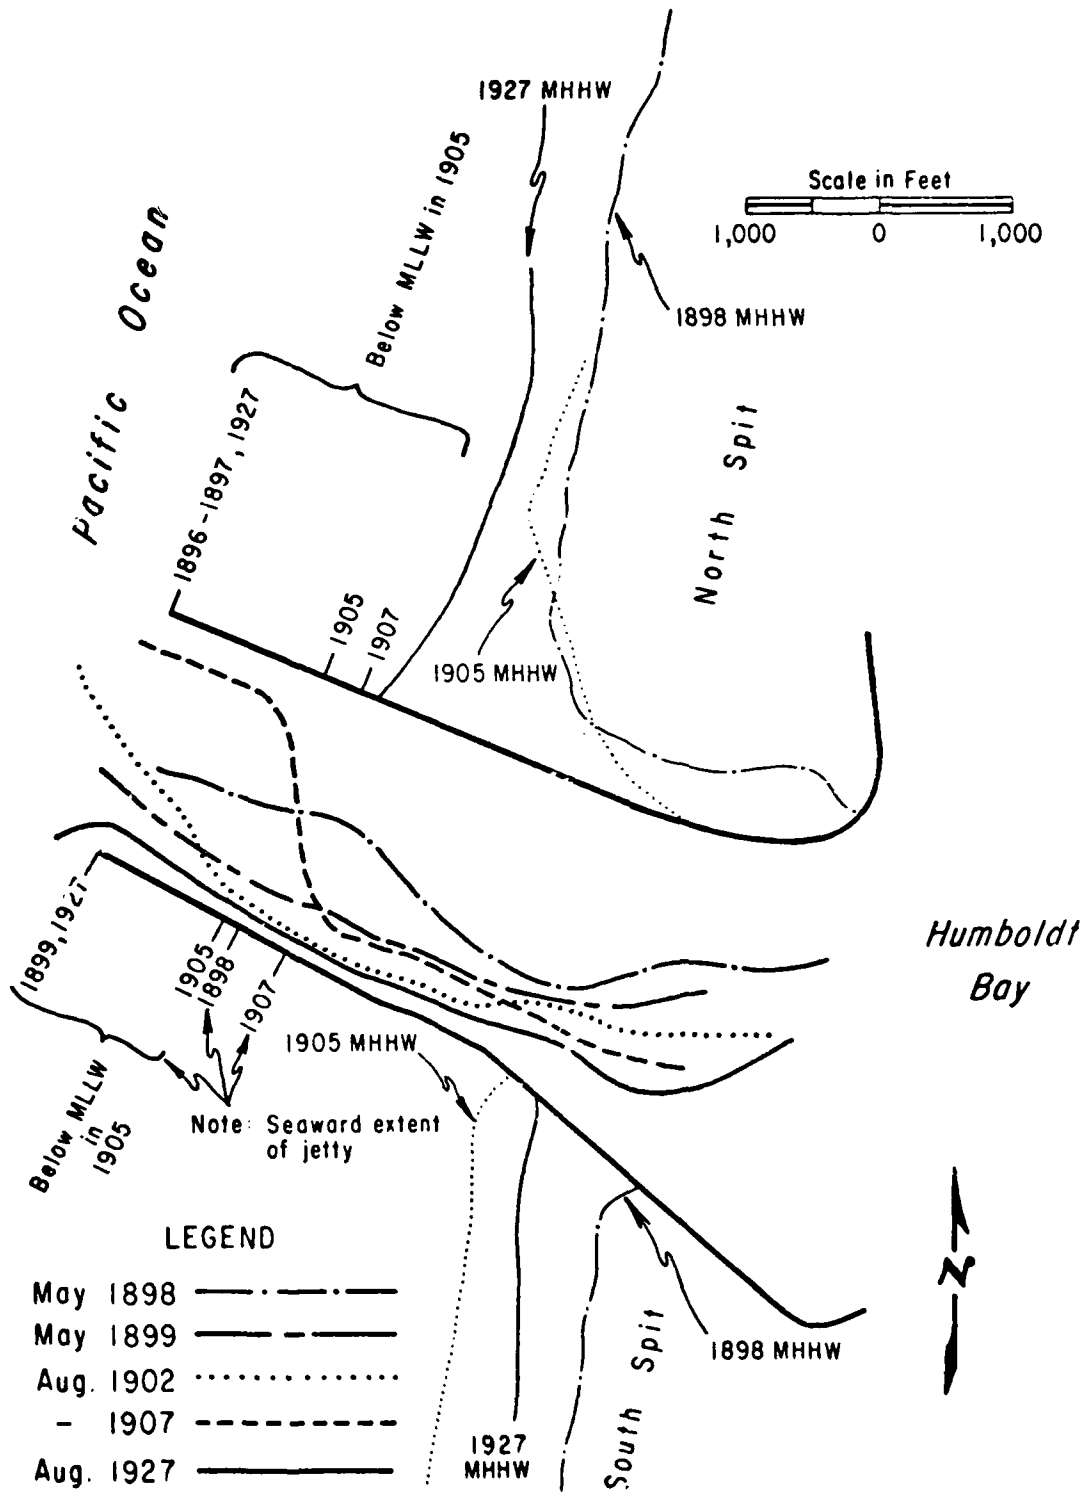 1927 MHHW
Below MLLW in 1905
Scale in Feet
1,000 0 1,000
1898 MHHW
Pacific Ocean
1896-1897, 1927
North Spit
1905
1907
1905 MHHW
Humboldt
Bay
1899, 1927
1905
1898
1907
1905 MHHW
Below MLLW
in
1905
Note: Seaward extent
of jetty
N
LEGEND
May 1898
May 1899
Aug. 1902
- 1907
Aug. 1927
1927
MHHW
South Spit
1898 MHHW